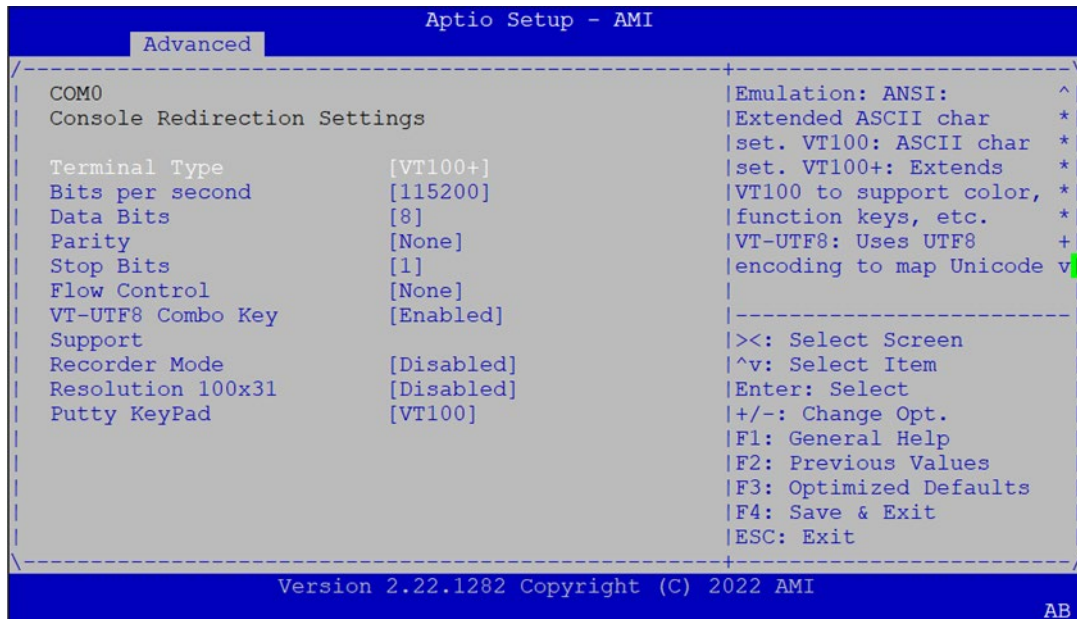 Aptio Setup - AMI
Advanced
COM0
Console Redirection Settings
Terminal Type [VT100+]
Bits per second [115200]
Data Bits [8]
Parity [None]
Stop Bits [1]
Flow Control [None]
VT-UTF8 Combo Key [Enabled]
Support
Recorder Mode [Disabled]
Resolution 100x31 [Disabled]
Putty KeyPad [VT100]
Emulation: ANSI: ^
Extended ASCII char *
set. VT100: ASCII char *
set. VT100+: Extends *
VT100 to support color, *
function keys, etc. *
VT-UTF8: Uses UTF8 +
encoding to map Unicode v
><: Select Screen
^v: Select Item
Enter: Select
+/-: Change Opt.
F1: General Help
F2: Previous Values
F3: Optimized Defaults
F4: Save & Exit
ESC: Exit
Version 2.22.1282 Copyright (C) 2022 AMI
AB